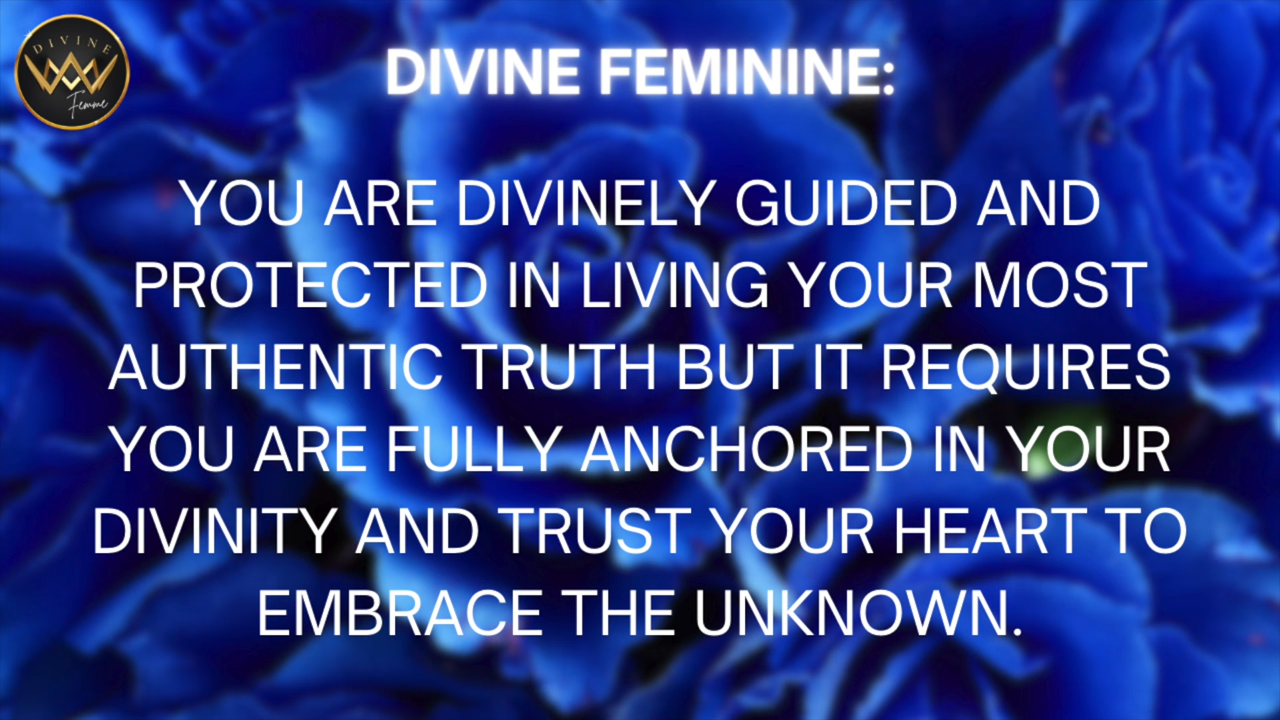 DIVINE
Femme
DIVINE FEMININE:
YOU ARE DIVINELY GUIDED AND
PROTECTED IN LIVING YOUR MOST
AUTHENTIC TRUTH BUT IT REQUIRES
YOU ARE FULLY ANCHORED IN YOUR
DIVINITY AND TRUST YOUR HEART TO
EMBRACE THE UNKNOWN.